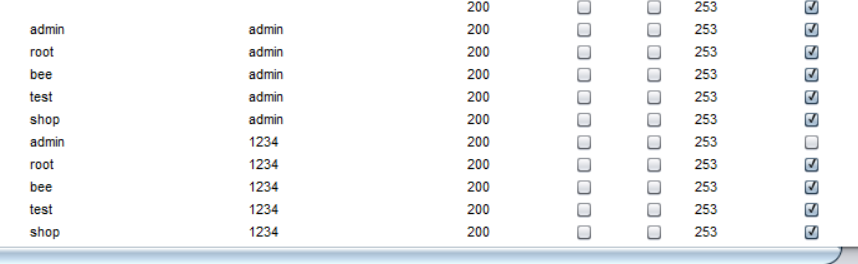 200 253
admin admin 200 253
root admin 200 253
bee admin 200 253
test admin 200 253
shop admin 200 253
admin 1234 200 253
root 1234 200 253
bee 1234 200 253
test 1234 200 253
shop 1234 200 253